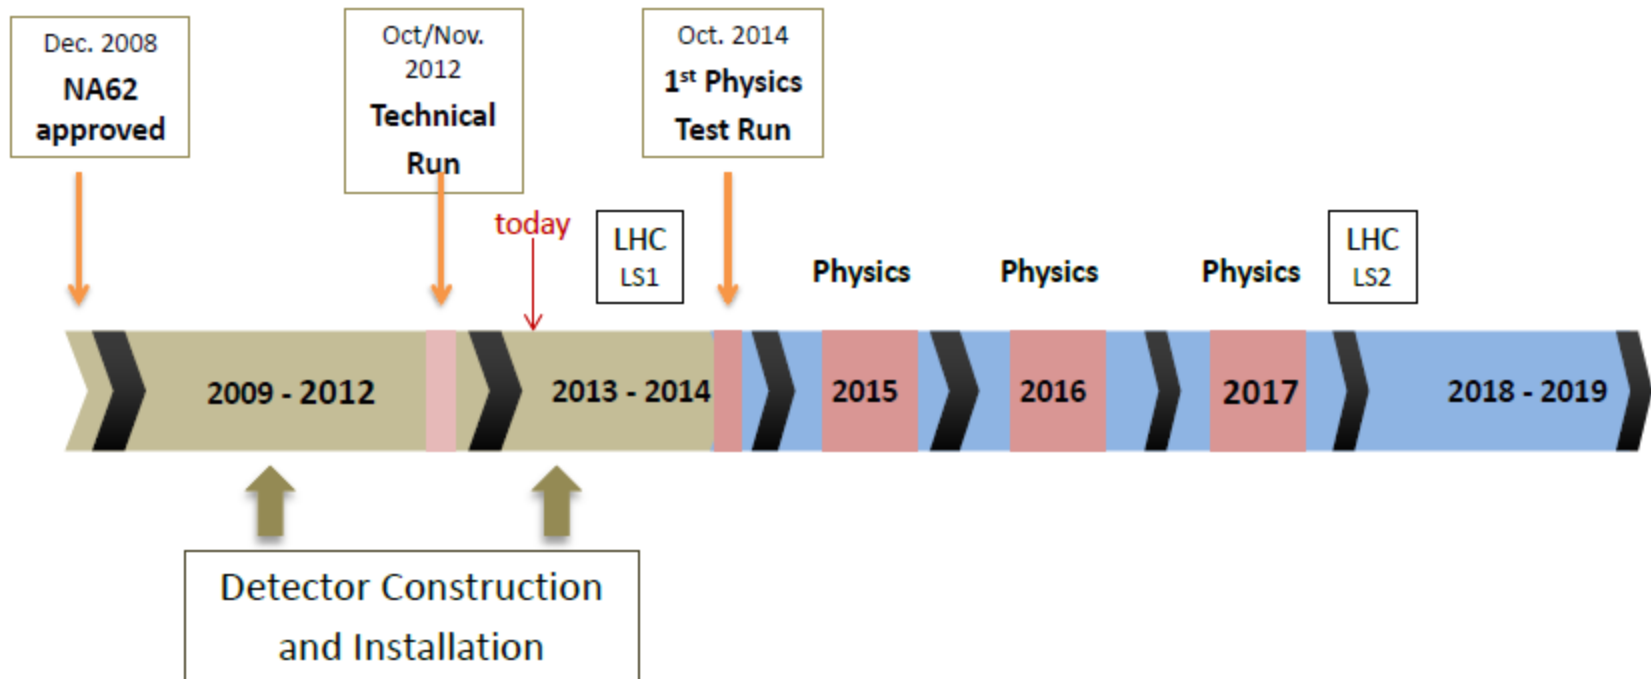 Dec. 2008
NA62
approved
Oct/Nov.
2012
Technical
Run
Oct. 2014
1st Physics
Test Run
today
LHC
LS1
Physics
Physics
Physics
LHC
LS2
2009 - 2012
2013 - 2014
2015
2016
2017
2018 - 2019
Detector Construction
and Installation